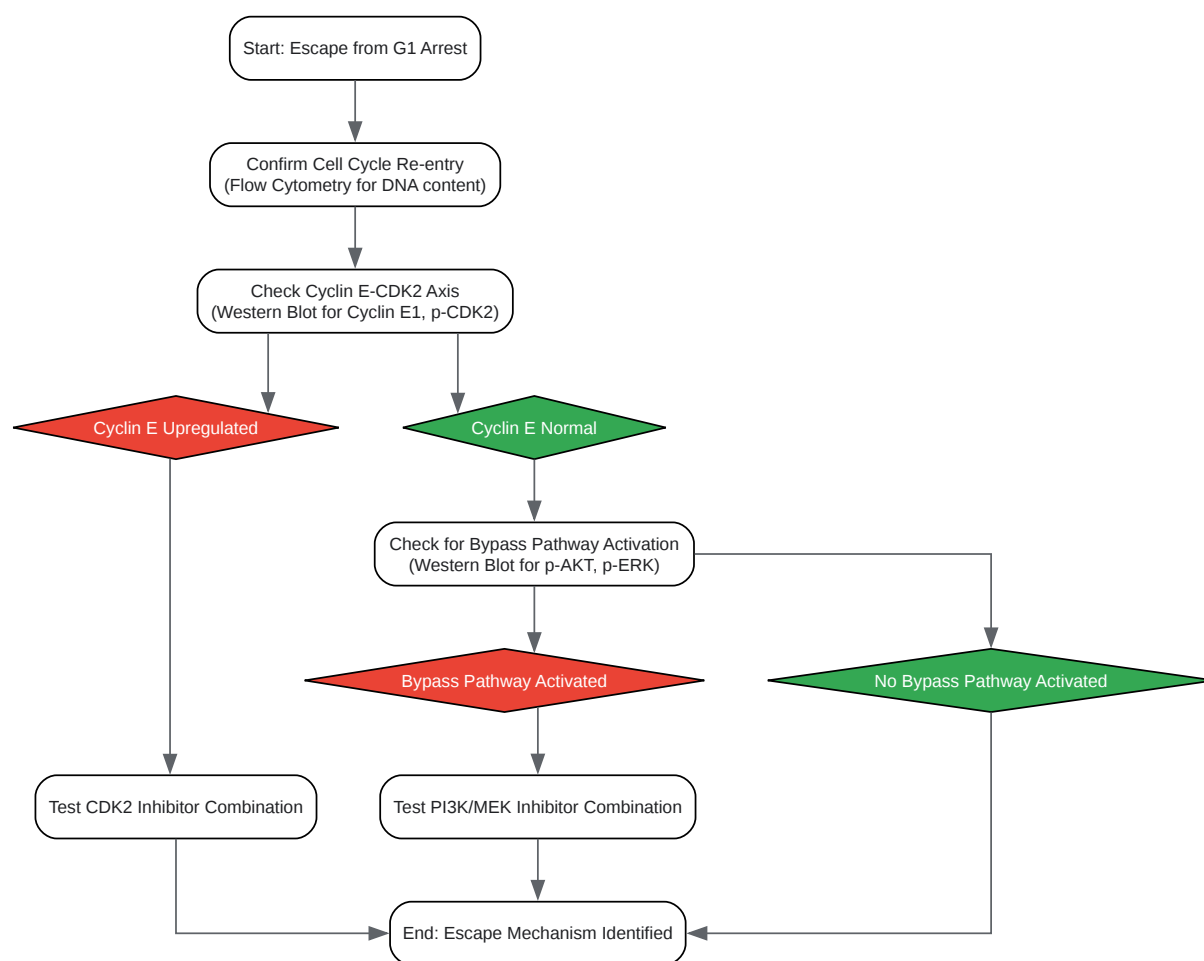 Start: Escape from G1 Arrest
Confirm Cell Cycle Re-entry
(Flow Cytometry for DNA content)
Check Cyclin E-CDK2 Axis
(Western Blot for Cyclin E1, p-CDK2)
Cyclin E Upregulated
Cyclin E Normal
Check for Bypass Pathway Activation
(Western Blot for p-AKT, p-ERK)
Bypass Pathway Activated
No Bypass Pathway Activated
Test CDK2 Inhibitor Combination
Test PI3K/MEK Inhibitor Combination
End: Escape Mechanism Identified